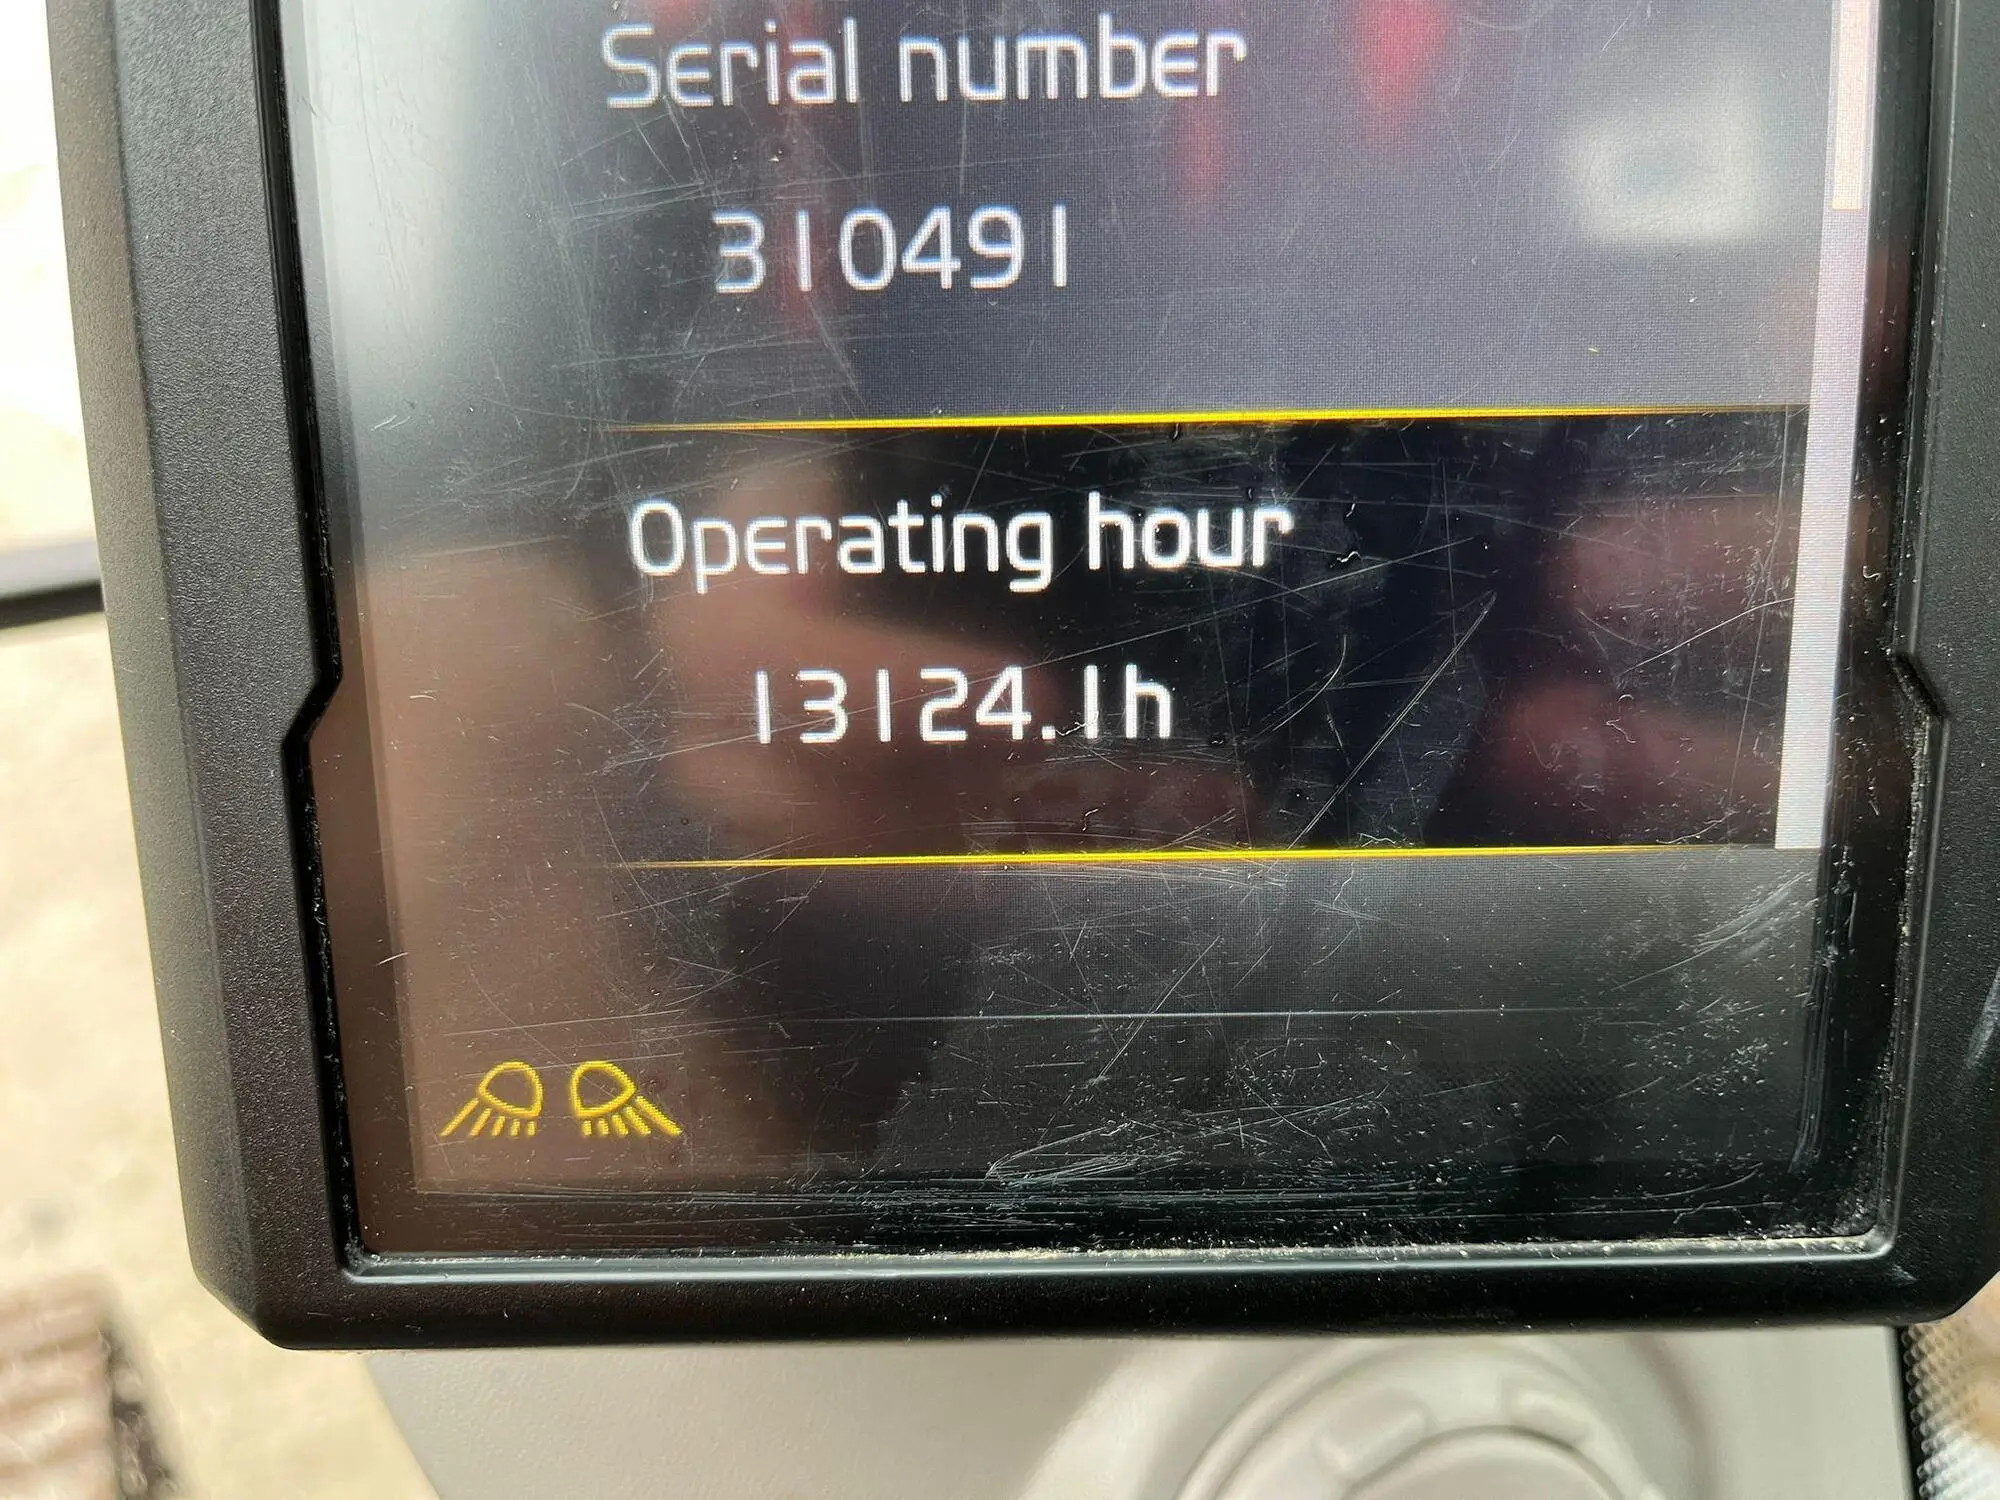 Serial number
310491
Operating hour
13124.1h